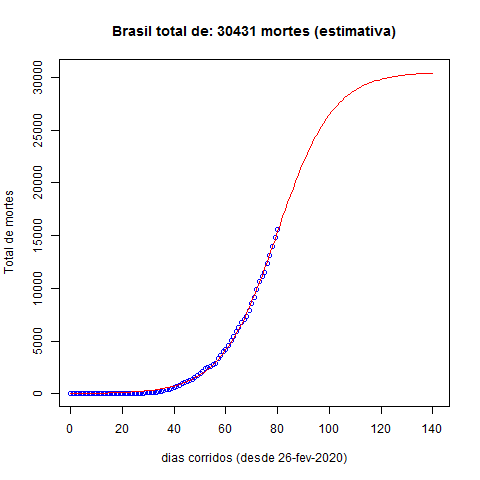 Brasil total de: 30431 mortes (estimativa)
Total de mortes
30000
25000
20000
15000
10000
5000
0
0 20 40 60 80 100 120 140
dias corridos (desde 26-fev-2020)